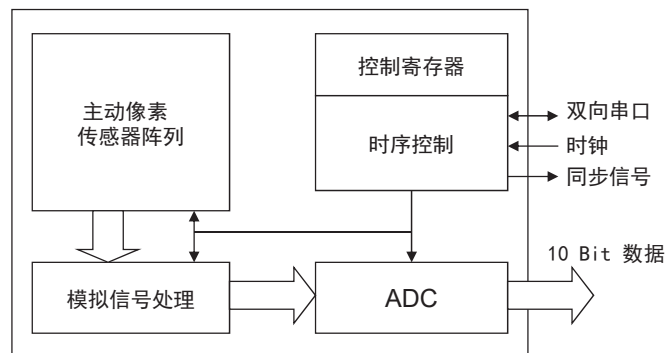 主动像素
传感器阵列
控制寄存器
时序控制
双向串口
时钟
同步信号
10 Bit 数据
模拟信号处理
ADC